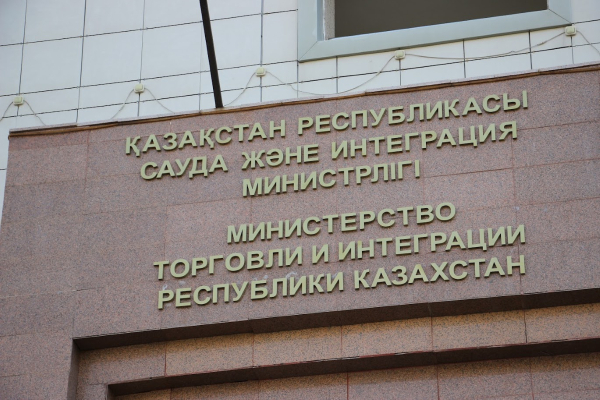 ҚАЗАҚСТАН РЕСПУБЛИКАСЫ
САУДА ЖӘНЕ ИНТЕГРАЦИЯ
МИНИСТРЛІГІ
МИНИСТЕРСТВО
ТОРГОВЛИ И ИНТЕГРАЦИИ
РЕСПУБЛИКИ КАЗАХСТАН